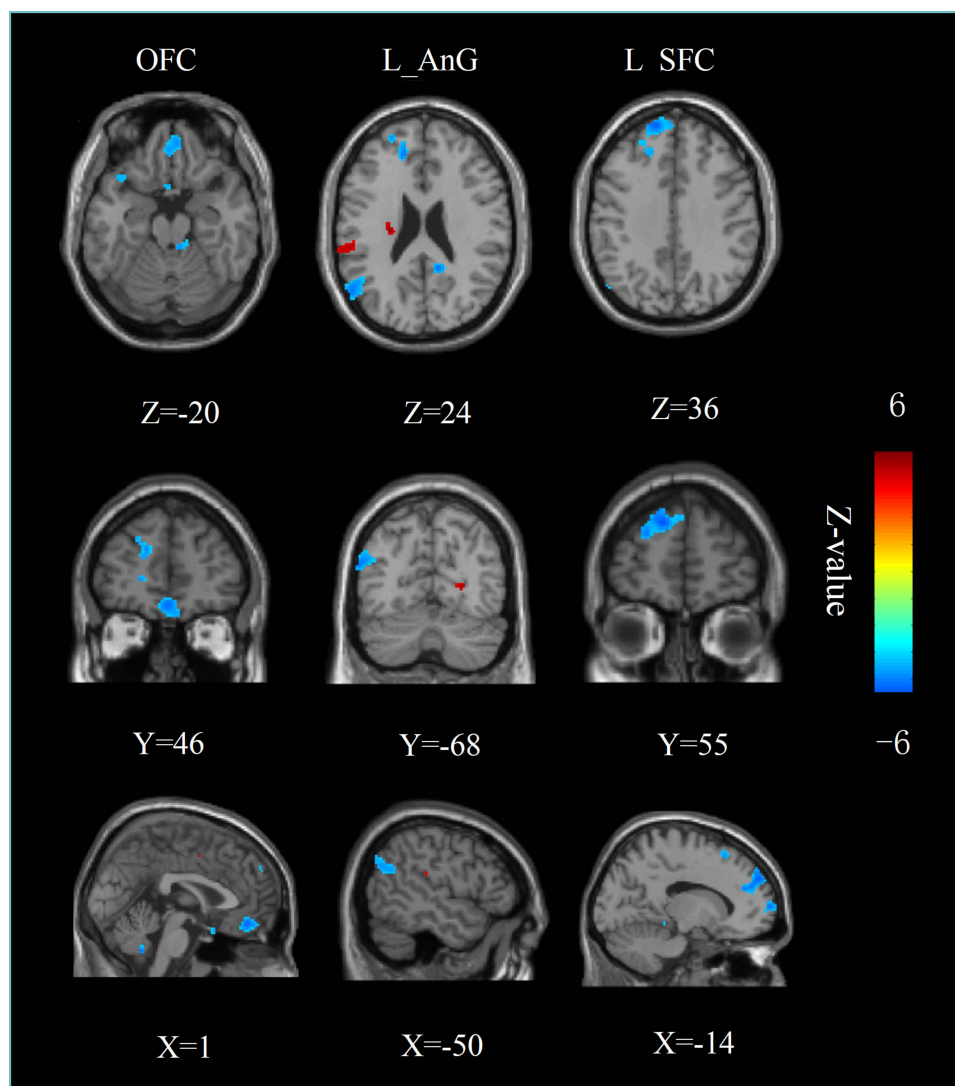 OFC L_AnG L SFC
Z=-20 Z=24 Z=36
6
Z-value
Y=46 Y=-68 Y=55
−6
X=1 X=-50 X=-14